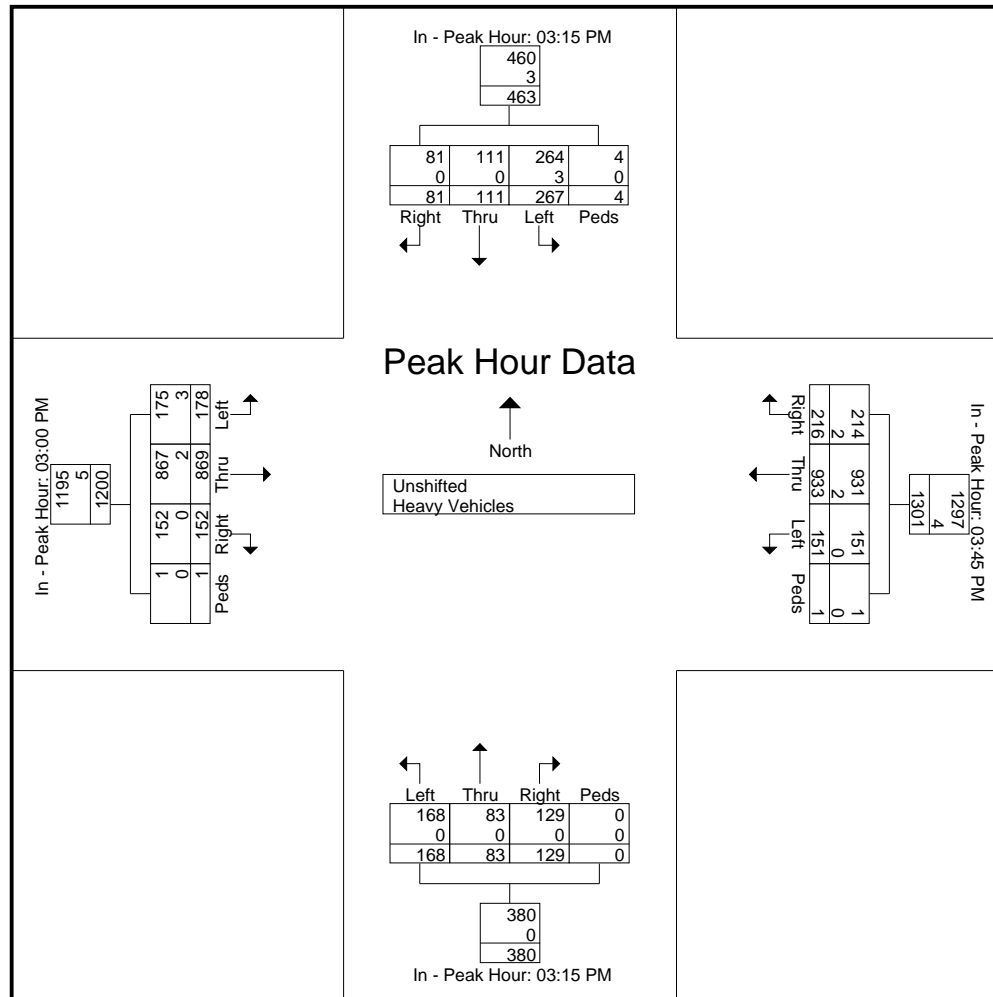 In - Peak Hour: 03:15 PM
460
3
463
81 111 264 4
0 0 3 0
81 111 267 4
Right Thru Left Peds
Peak Hour Data
North
Unshifted
Heavy Vehicles
In - Peak Hour: 03:00 PM
1195
5
1200
175 867 152 1
3 2 0 0
178 869 152 1
Left Thru Right Peds
In - Peak Hour: 03:45 PM
1297
4
1301
214 931 151 1
2 2 0 0
216 933 151 1
Right Thru Left Peds
Left Thru Right Peds
168 83 129 0
0 0 0 0
168 83 129 0
380
0
380
In - Peak Hour: 03:15 PM